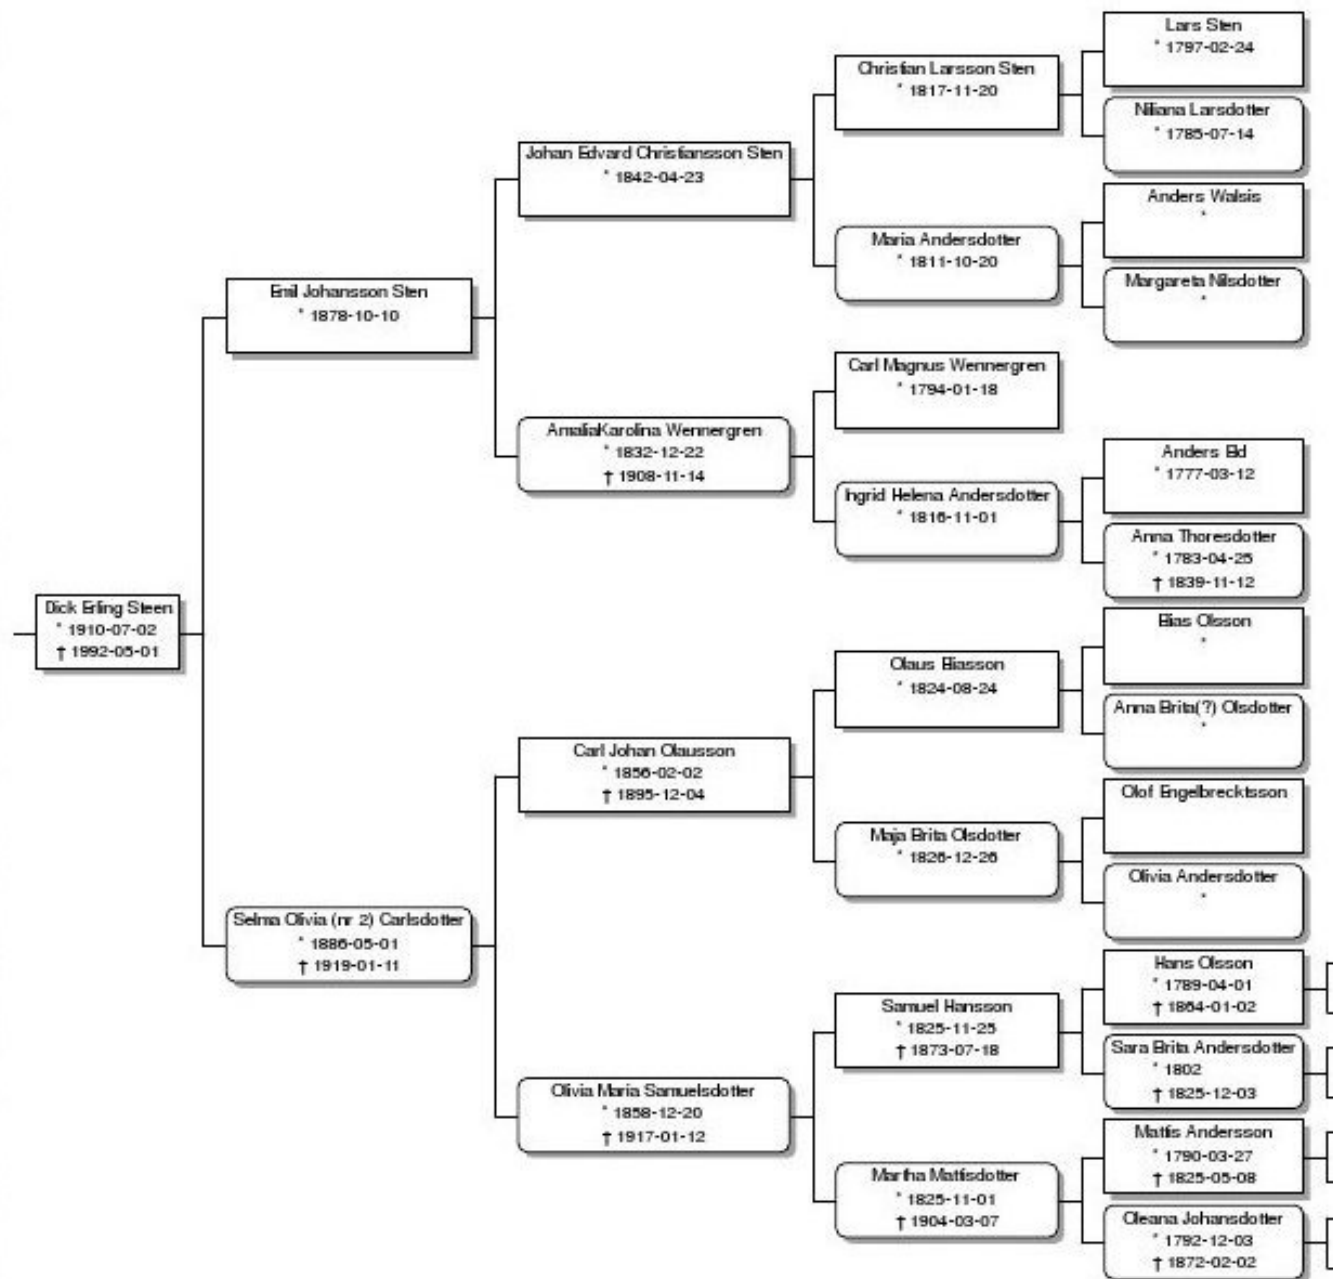 Dick Erling Steen
* 1910-07-02
† 1992-05-01
Emil Johansson Sten
* 1878-10-10
Selma Olivia (nr 2) Carlsdotter
* 1886-05-01
† 1919-01-11
Johan Edvard Christiansson Sten
* 1842-04-23
AmaliaKarolina Wennergren
* 1832-12-22
† 1908-11-14
Carl Johan Olausson
* 1856-02-02
† 1895-12-04
Olivia Maria Samuelsdotter
* 1858-12-20
† 1917-01-12
Christian Larsson Sten
* 1817-11-20
Maria Andersdotter
* 1811-10-20
Carl Magnus Wennergren
* 1794-01-18
Ingrid Helena Andersdotter
* 1816-11-01
Olaus Eliasson
* 1824-08-24
Maja Brita Olsdotter
* 1826-12-26
Samuel Hansson
* 1825-11-25
† 1873-07-18
Martha Mattisdotter
* 1825-11-01
† 1904-03-07
Lars Sten
* 1797-02-24
Niliana Larsdotter
* 1785-07-14
Anders Walsis
*
Margareta Nilsdotter
*
Anders Eld
* 1777-03-12
Anna Thoresdotter
* 1783-04-25
† 1839-11-12
Elias Olsson
*
Anna Brita(?) Olsdotter
*
Olof Engelbrecktsson
Olivia Andersdotter
*
Hans Olsson
* 1789-04-01
† 1864-01-02
Sara Brita Andersdotter
* 1802
† 1825-12-03
Mattis Andersson
* 1790-03-27
† 1825-05-08
Oleana Johansdotter
* 1792-12-03
† 1872-02-02